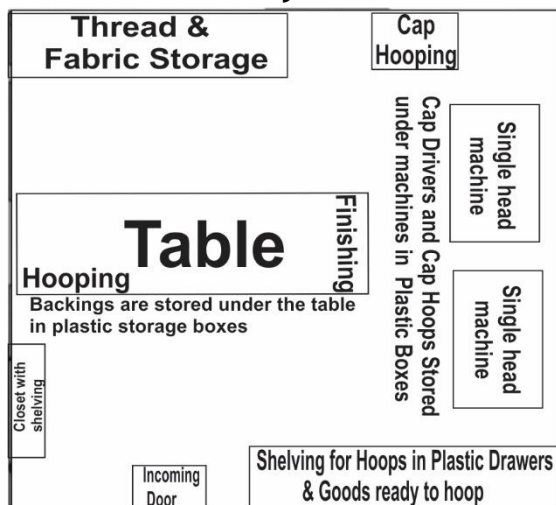 Thread &
Fabric Storage
Cap
Hooping
Cap Drivers and Cap Hoops Stored
under machines in Plastic Boxes
Single head
machine
Table
Hooping
Finishing
Backings are stored under the table
in plastic storage boxes
Single head
machine
Closet with
shelving
Incoming
Door
Shelving for Hoops in Plastic Drawers
& Goods ready to hoop